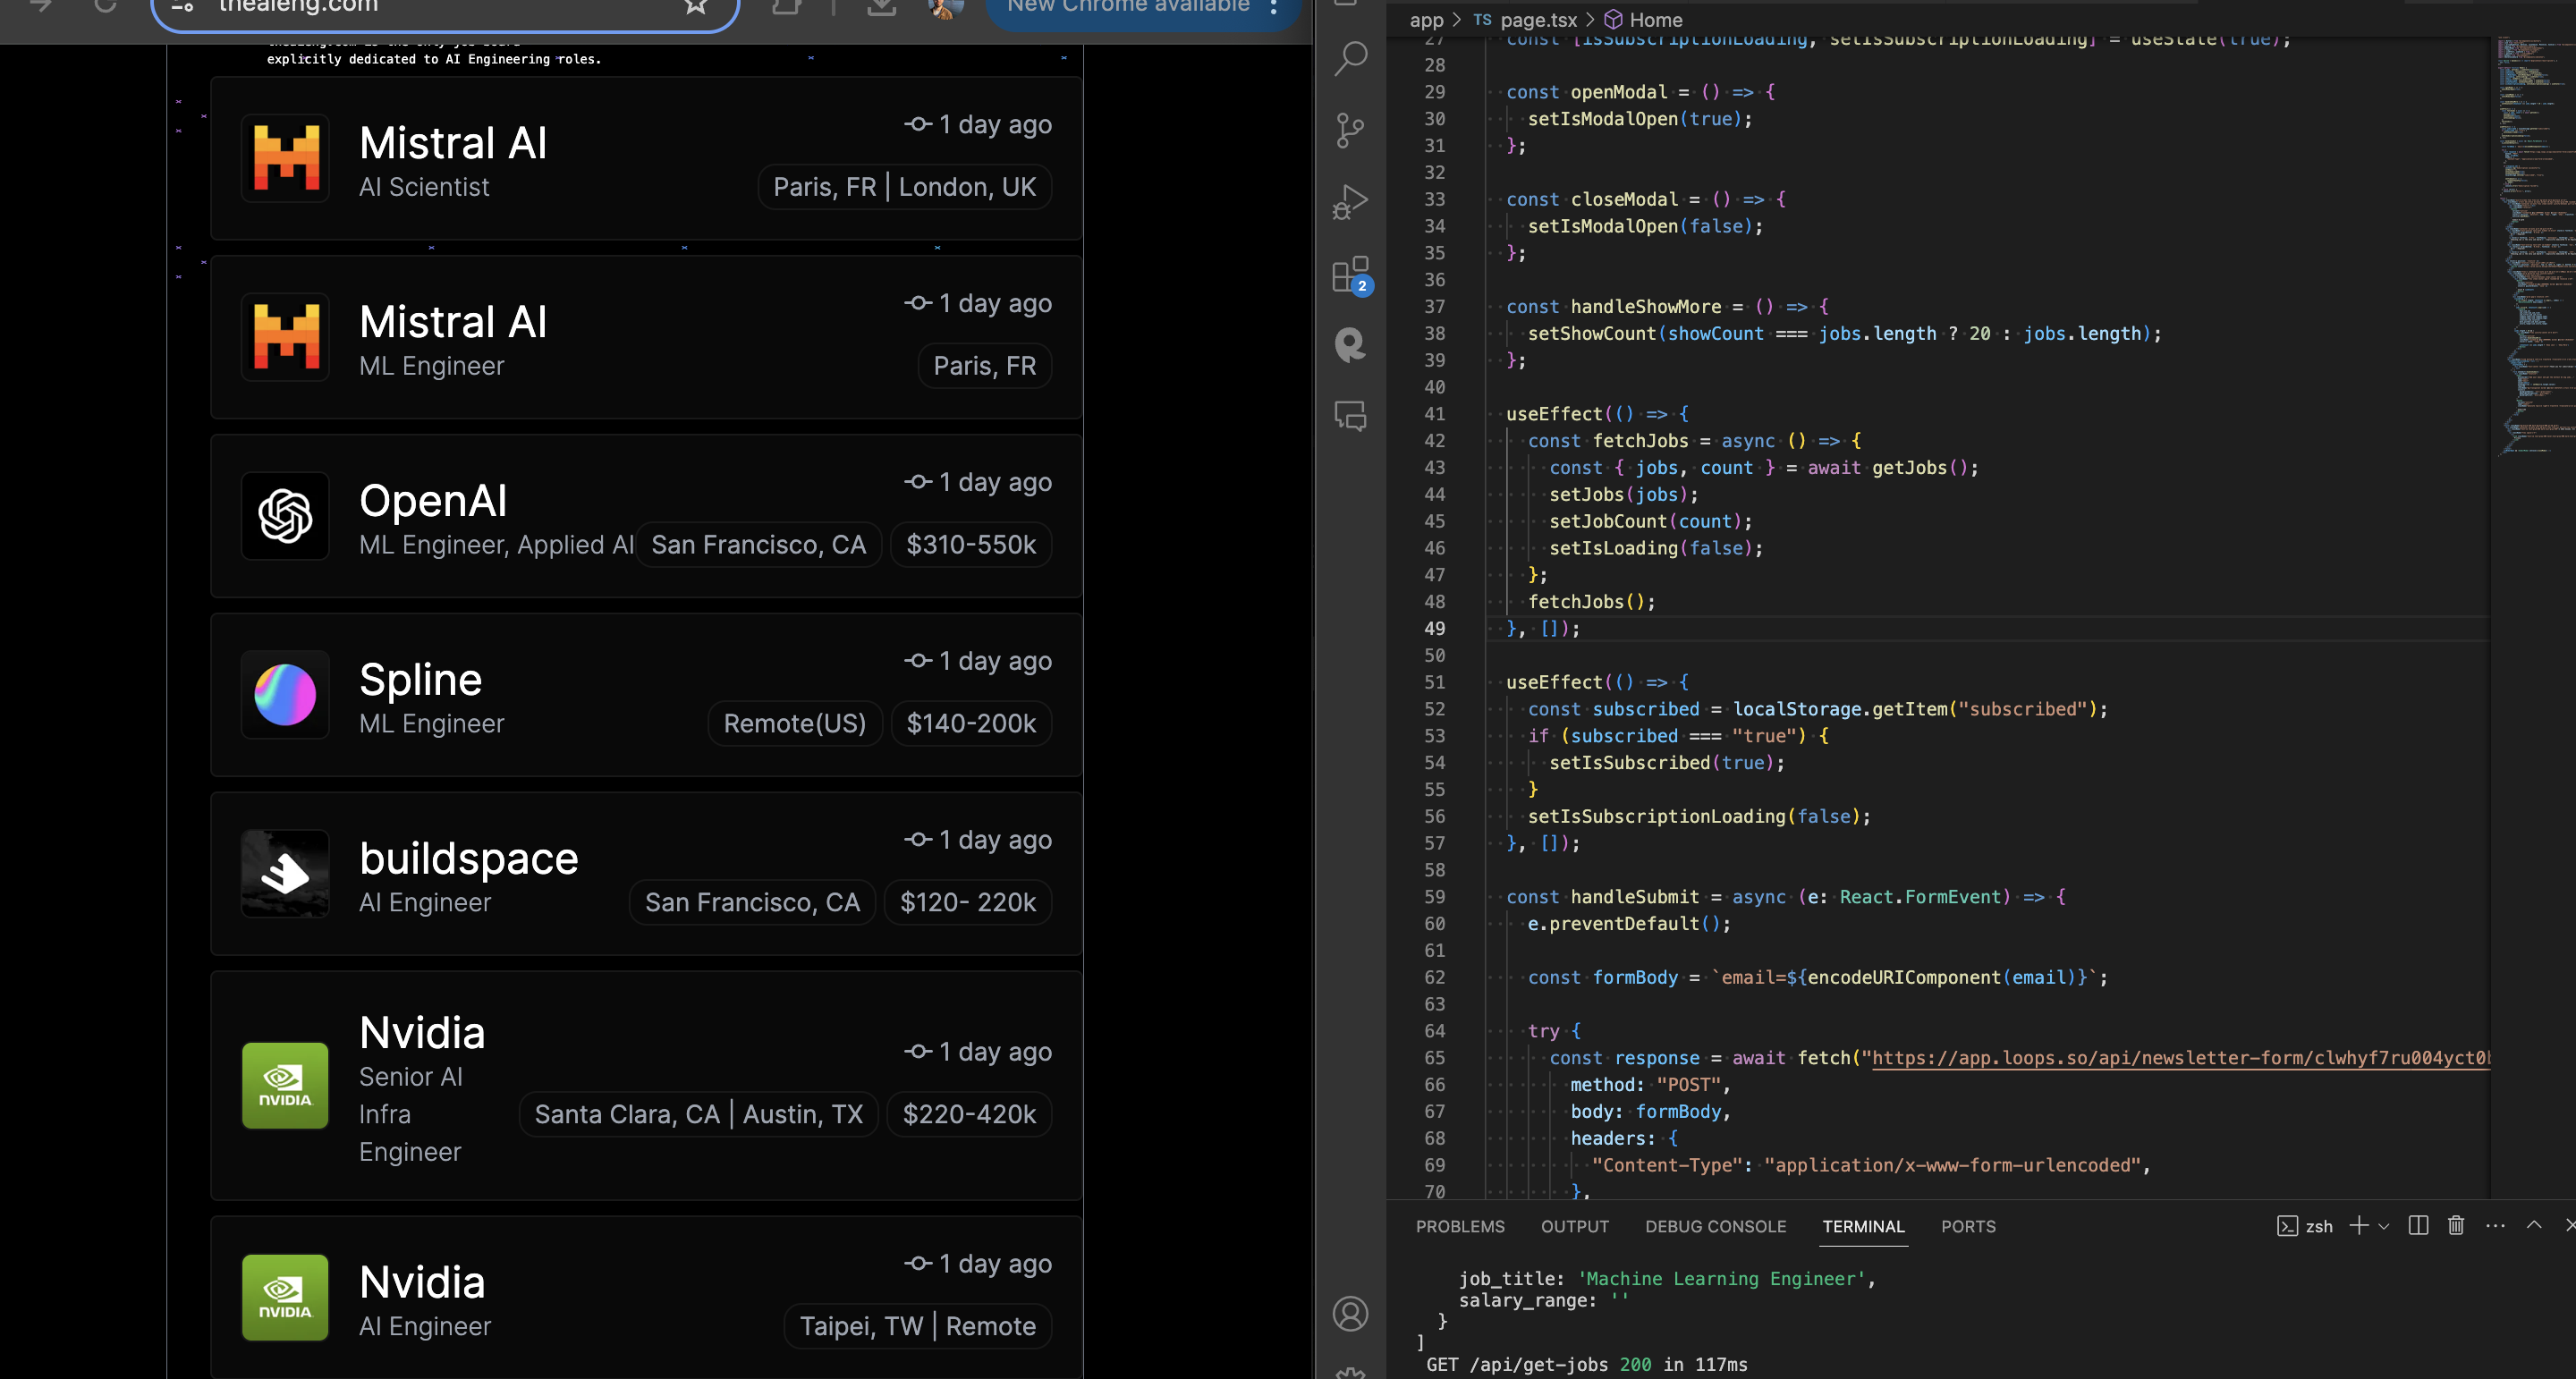 thealeng.com
New Chrome available
explicitly dedicated to AI Engineering roles.
Mistral AI
AI Scientist
1 day ago
Paris, FR | London, UK
Mistral AI
ML Engineer
1 day ago
Paris, FR
OpenAI
ML Engineer, Applied AI
1 day ago
San Francisco, CA
$310-550k
Spline
ML Engineer
1 day ago
Remote(US)
$140-200k
buildspace
AI Engineer
1 day ago
San Francisco, CA
$120- 220k
NVIDIA
Nvidia
Senior AI
Infra
Engineer
1 day ago
Santa Clara, CA | Austin, TX
$220-420k
NVIDIA
Nvidia
AI Engineer
1 day ago
Taipei, TW | Remote
2
app > TS page.tsx > Home
27 const [isSubscriptionLoading, setIsSubscriptionLoading] = useState(true);
28
29 const openModal = () => {
30 setIsModalOpen(true);
31 };
32
33 const closeModal = () => {
34 setIsModalOpen(false);
35 };
36
37 const handleShowMore = () => {
38 setShowCount(showCount === jobs.length ? 20 : jobs.length);
39 };
40
41 useEffect(() => {
42 const fetchJobs = async () => {
43 const { jobs, count } = await getJobs();
44 setJobs(jobs);
45 setJobCount(count);
46 setIsLoading(false);
47 };
48 fetchJobs();
49 }, []);
50
51 useEffect(() => {
52 const subscribed = localStorage.getItem("subscribed");
53 if (subscribed === "true") {
54 setIsSubscribed(true);
55 }
56 setIsSubscriptionLoading(false);
57 }, []);
58
59 const handleSubmit = async (e: React.FormEvent) => {
60 e.preventDefault();
61
62 const formBody = `email=${encodeURIComponent(email)}`;
63
64 try {
65 const response = await fetch("https://app.loops.so/api/newsletter-form/clwhyf7ru004yct0
66 method: "POST",
67 body: formBody,
68 headers: {
69 "Content-Type": "application/x-www-form-urlencoded",
70 },
PROBLEMS OUTPUT DEBUG CONSOLE TERMINAL PORTS
zsh
job_title: 'Machine Learning Engineer',
salary_range: ''
}
]
GET /api/get-jobs 200 in 117ms